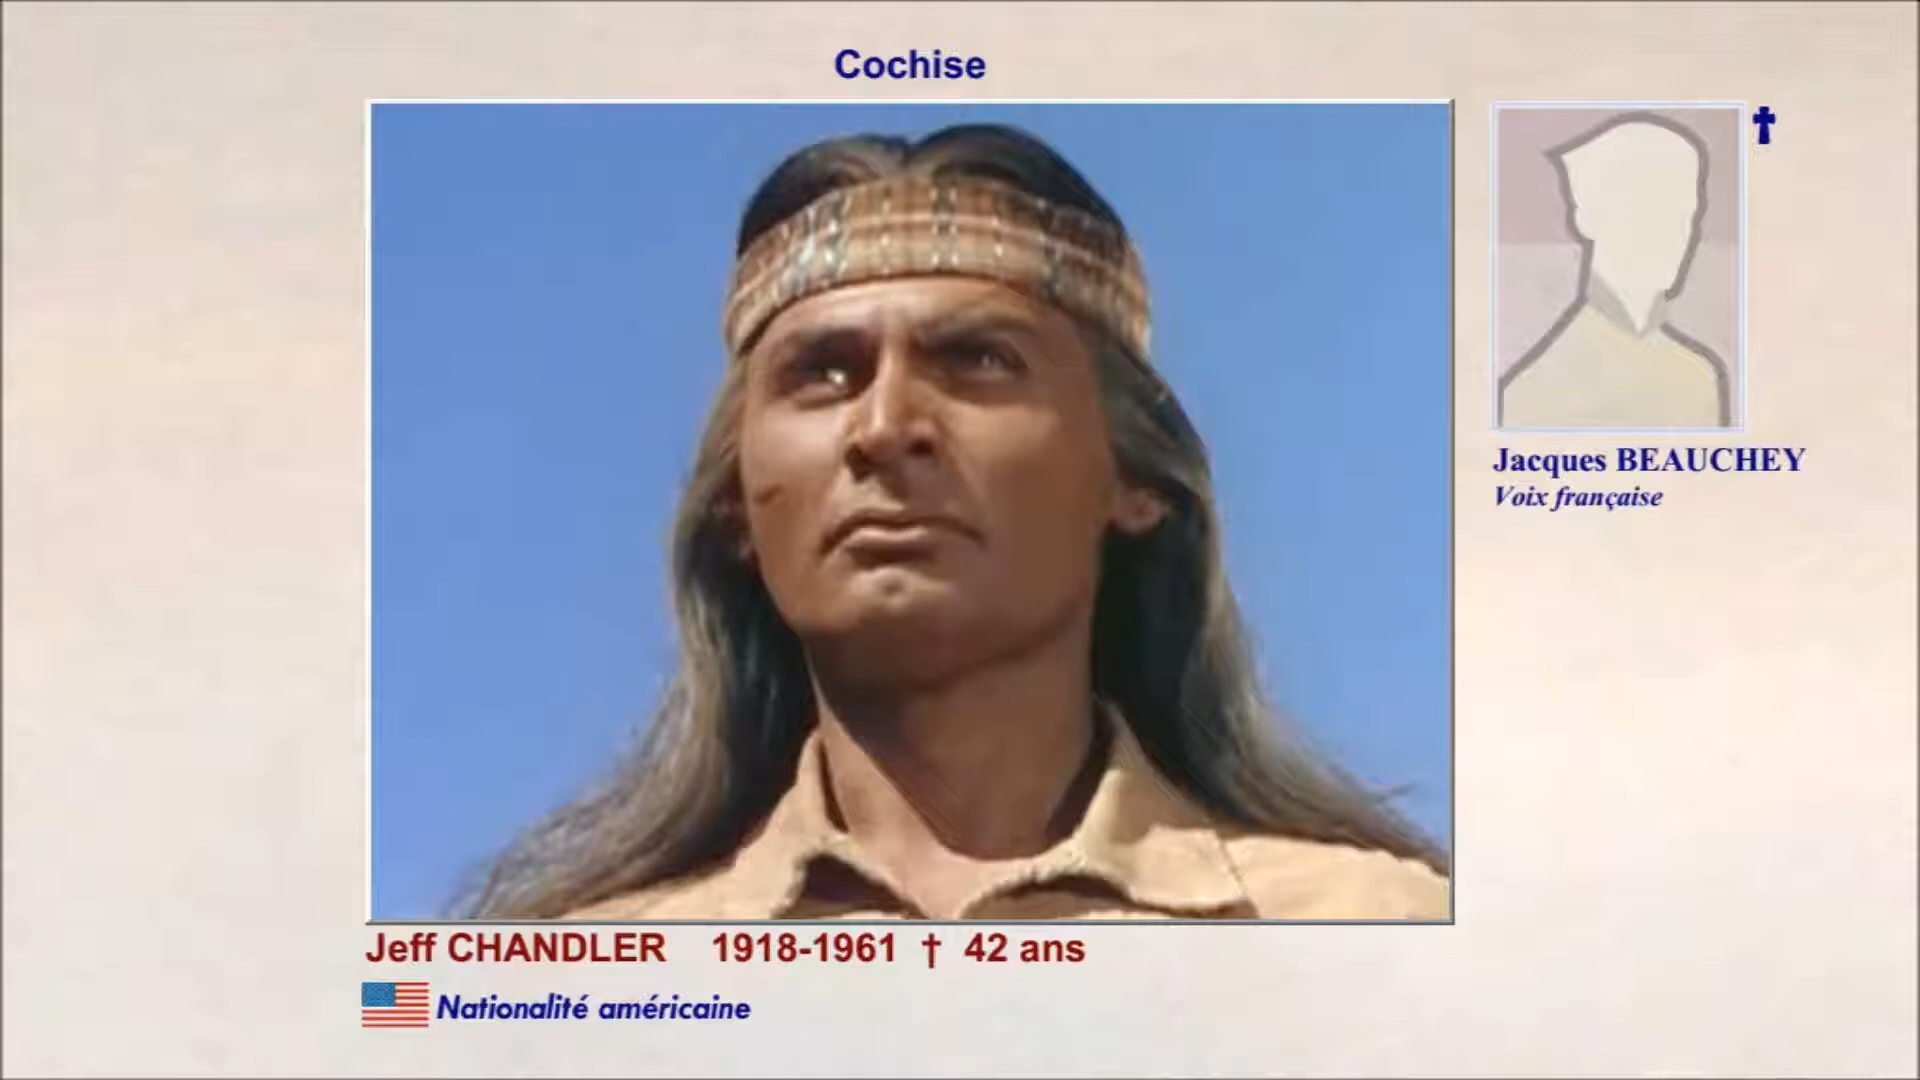 Cochise
Jacques BEAUCHEY
Voix française
Jeff CHANDLER 1918-1961 † 42 ans
Nationalité américaine